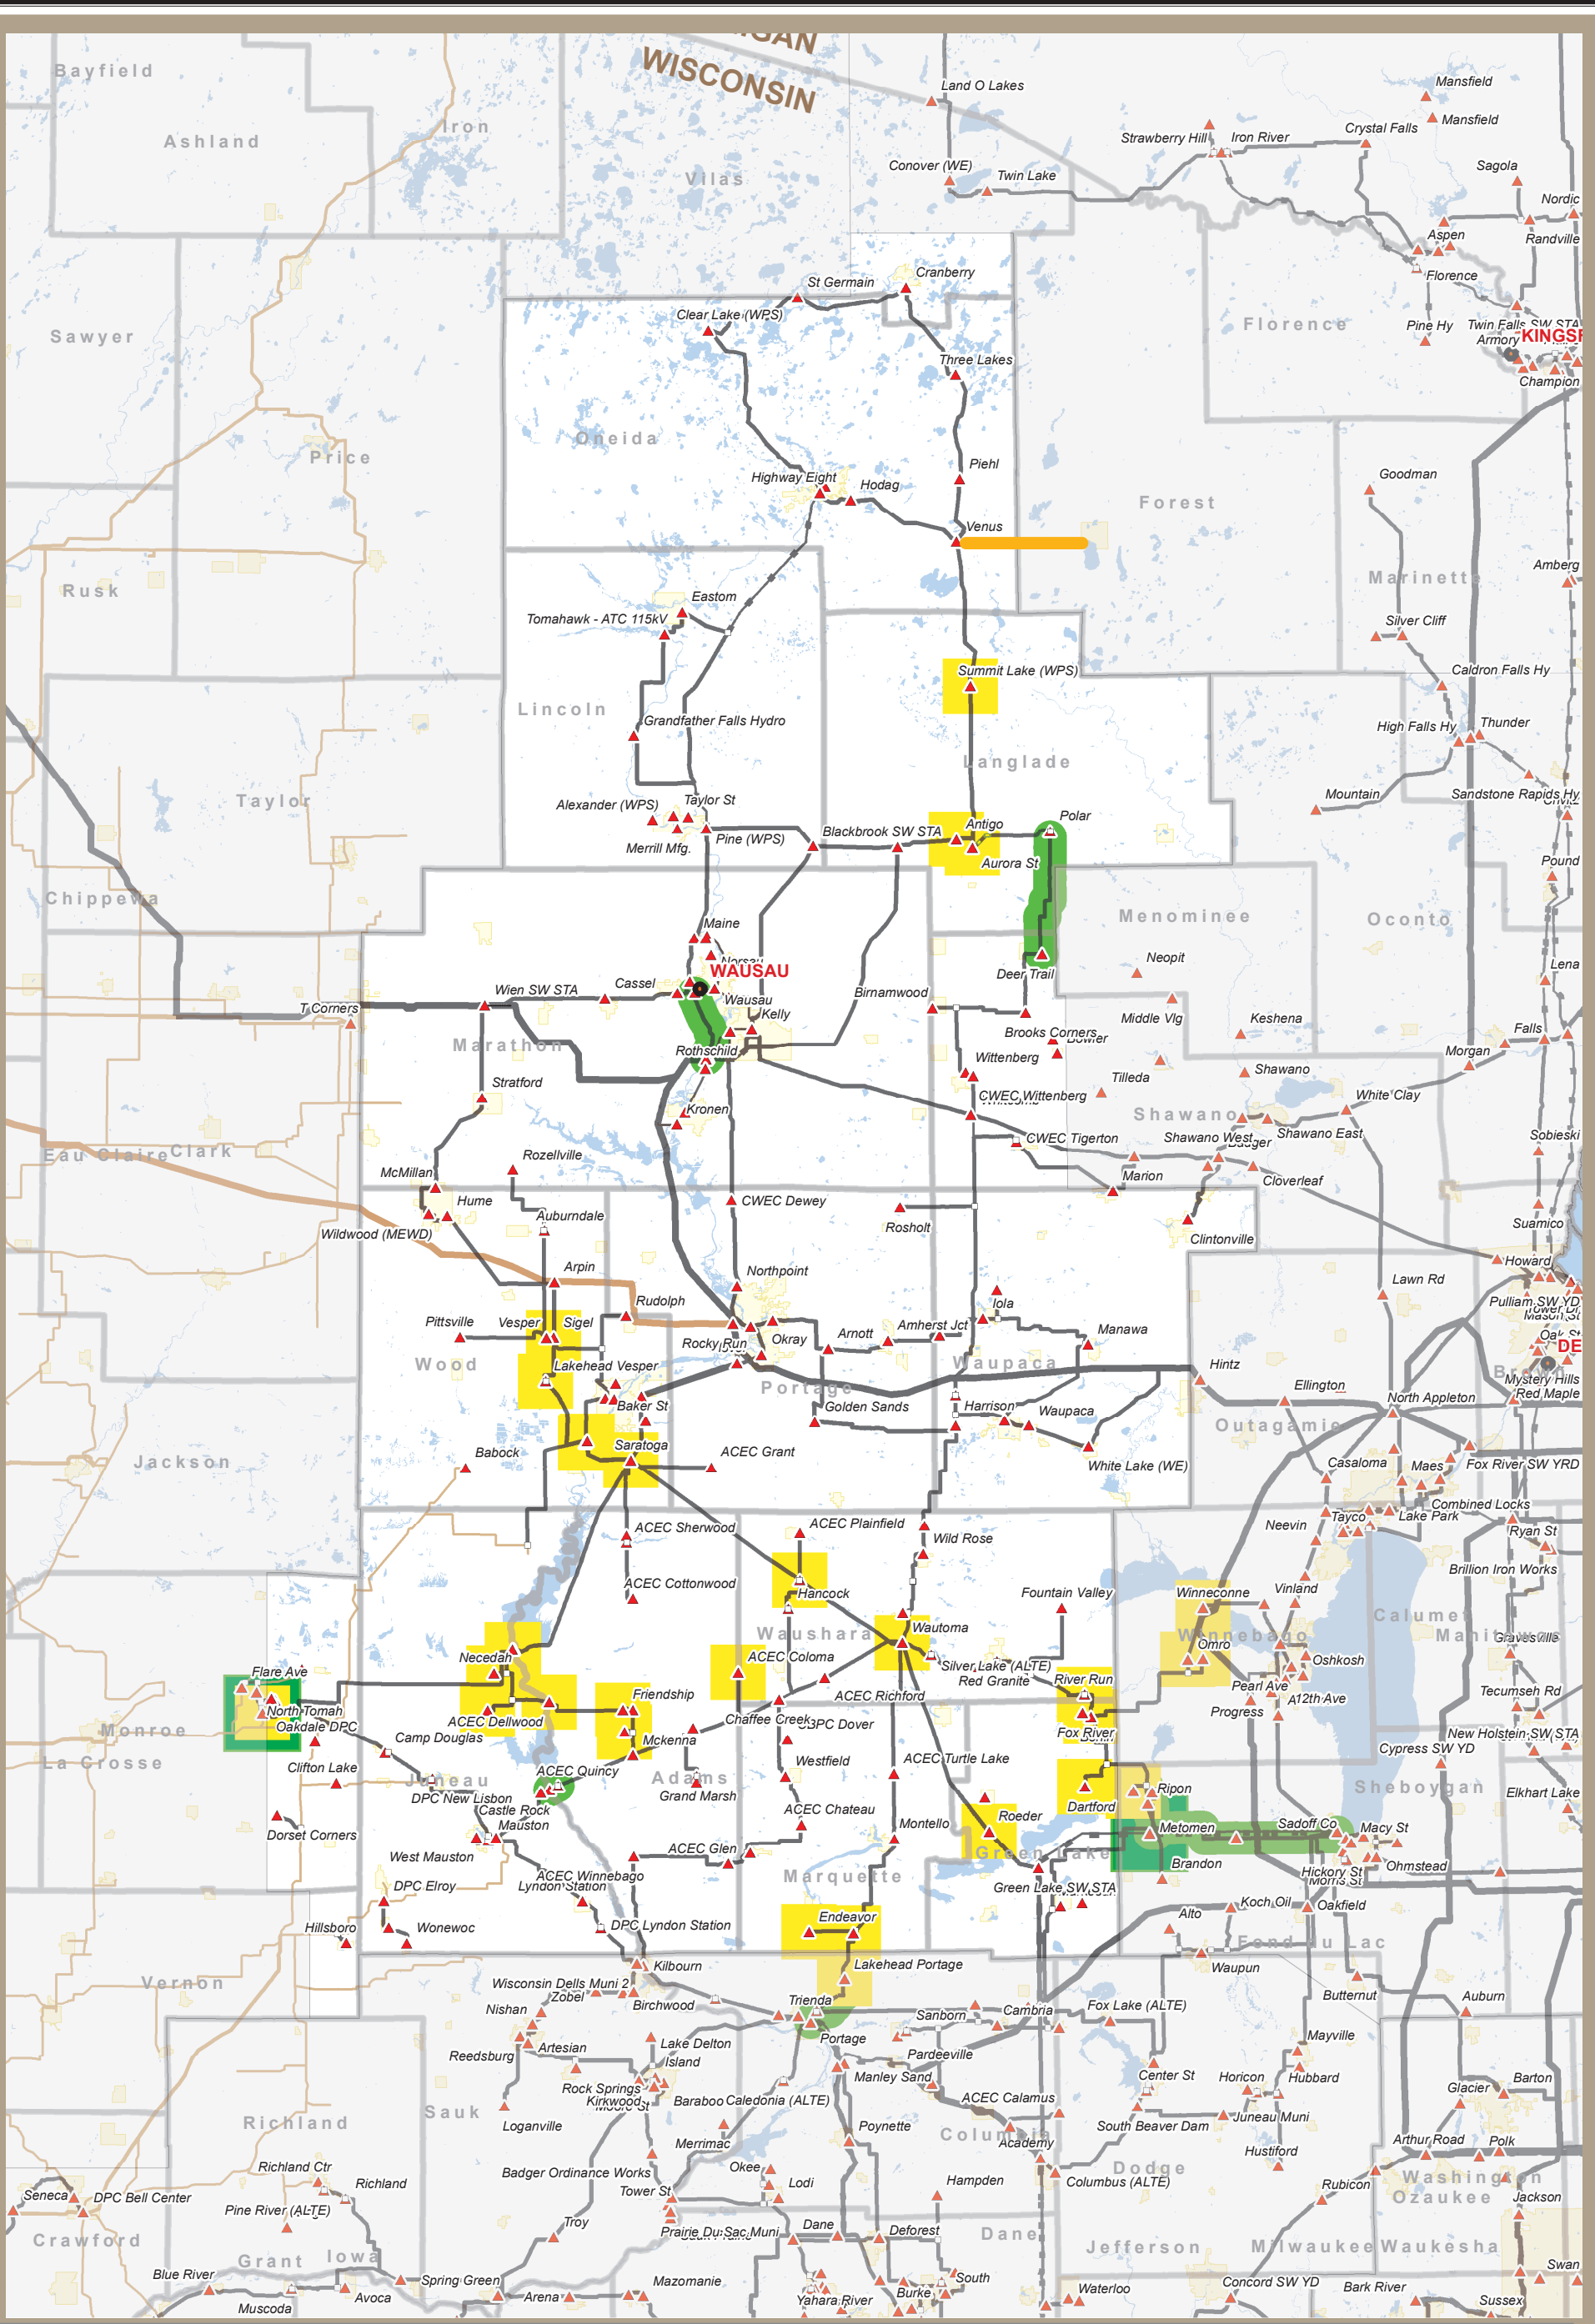 WISCONSIN
Bayfield
Ashland
Iron
Vilas
Land O Lakes
Conover (WE)
Twin Lake
Strawberry Hill
Iron River
Crystal Falls
Mansfield
Mansfield
Sagola
Nordic
Randville
Aspen
Florence
Pine Hy
Twin Falls SW STA
Armory
Champion
Florence
Sawyer
St Germain
Cranberry
Clear Lake (WPS)
Three Lakes
Oneida
Price
Highway Eight
Hodag
Piehl
Venus
Forest
Goodman
Amberg
Marinette
Silver Cliff
Rusk
Eastom
Tomahawk - ATC 115kV
Summit Lake (WPS)
Caldron Falls Hy
High Falls Hy
Thunder
Lincoln
Grandfather Falls Hydro
Langlade
Mountain
Sandstone Rapids Hy
Taylor
Alexander (WPS)
Taylor St
Merrill Mfg.
Pine (WPS)
Blackbrook SW STA
Antigo
Aurora St
Polar
Pound
Chippewa
Menominee
Oconto
Maine
WAUSAU
Wausau
Kelly
Cassel
Wien SW STA
T Corners
Birnamwood
Deer Trail
Neopit
Middle Vlg
Keshena
Lena
Falls
Morgan
Brooks Corners
Bowler
Marathon
Rothschild
Wittenberg
Tilleda
Shawano
White Clay
Stratford
Kronen
CWEC Wittenberg
Shawano
CWEC Tigerton
Shawano West
Badger
Shawano East
Sobieski
Eau Claire
Clark
Rozellville
McMillan
Hume
Wildwood (MEWD)
Auburndale
CWEC Dewey
Rosholt
Marion
Cloverleaf
Clintonville
Suamico
Howard
Arpin
Northpoint
Rudolph
Iola
Lawn Rd
Pulliam SW YD
Pittsville
Vesper
Sigel
Rocky Run
Okray
Arnott
Amherst Jct
Manawa
Wood
Lakehead Vesper
Portage
Waupaca
Hintz
Ellington
North Appleton
Brown
Mystery Hills
Red Maple
Baker St
Golden Sands
Harrison
Waupaca
Outagamie
White Lake (WE)
Jackson
Babock
Saratoga
ACEC Grant
Casaloma
Maes
Fox River SW YRD
Combined Locks
Lake Park
Neevin
Tayco
Ryan St
ACEC Sherwood
ACEC Plainfield
Wild Rose
ACEC Cottonwood
Hancock
Fountain Valley
Winneconne
Vinland
Brillion Iron Works
Calumet
Manitowoc
Gravesville
Waushara
Wautoma
Winnebago
Omro
Oshkosh
Necedah
ACEC Coloma
Silver Lake (ALTE)
Red Granite
River Run
Pearl Ave
12th Ave
Progress
Tecumseh Rd
Flare Ave
North Tomah
Oakdale DPC
Monroe
La Crosse
ACEC Dellwood
Friendship
ACEC Richford
Chaffee Creek
Fox River
New Holstein SW STA
Cypress SW YD
Camp Douglas
Mckenna
Westfield
ACEC Turtle Lake
Clifton Lake
Juneau
ACEC Quincy
Adams
Grand Marsh
Dartford
Ripon
Sheboygan
Elkhart Lake
DPC New Lisbon
Castle Rock
Mauston
ACEC Chateau
Roeder
Metomen
Sadoff Co
Macy St
Dorset Corners
West Mauston
ACEC Glen
Montello
Green Lake
Brandon
Hickory St
Morris St
Ohmstead
ACEC Winnebago
Marquette
DPC Elroy
Lyndon Station
Green Lake SW STA
Koch Oil
Oakfield
Hillsboro
Wonewoc
DPC Lyndon Station
Endeavor
Alto
Fond du Lac
Vernon
Kilbourn
Lakehead Portage
Waupun
Wisconsin Dells Muni 2
Zobel
Birchwood
Butternut
Nishan
Trienda
Sanborn
Cambria
Fox Lake (ALTE)
Auburn
Reedsburg
Artesian
Lake Delton
Island
Portage
Pardeeville
Mayville
Rock Springs
Kirkwood
Baraboo
Caledonia (ALTE)
Manley Sand
Center St
Horicon
Hubbard
Barton
Glacier
Sauk
Loganville
ACEC Calamus
South Beaver Dam
Juneau Muni
Richland
Merrimac
Poynette
Columbia
Academy
Hustiford
Arthur Road
Polk
Richland Ctr
Richland
Badger Ordinance Works
Okee
Lodi
Hampden
Columbus (ALTE)
Dodge
Rubicon
Washington
Ozaukee
Seneca
DPC Bell Center
Pine River (ALTE)
Tower St
Jackson
Crawford
Troy
Prairie Du Sac Muni
Dane
Deforest
Dane
Jefferson
Milwaukee
Waukesha
Grant
Iowa
Blue River
Spring Green
Mazomanie
Swan
Muscoda
Avoca
Arena
Yahara River
Burke
South
Waterloo
Concord SW YD
Bark River
Sussex